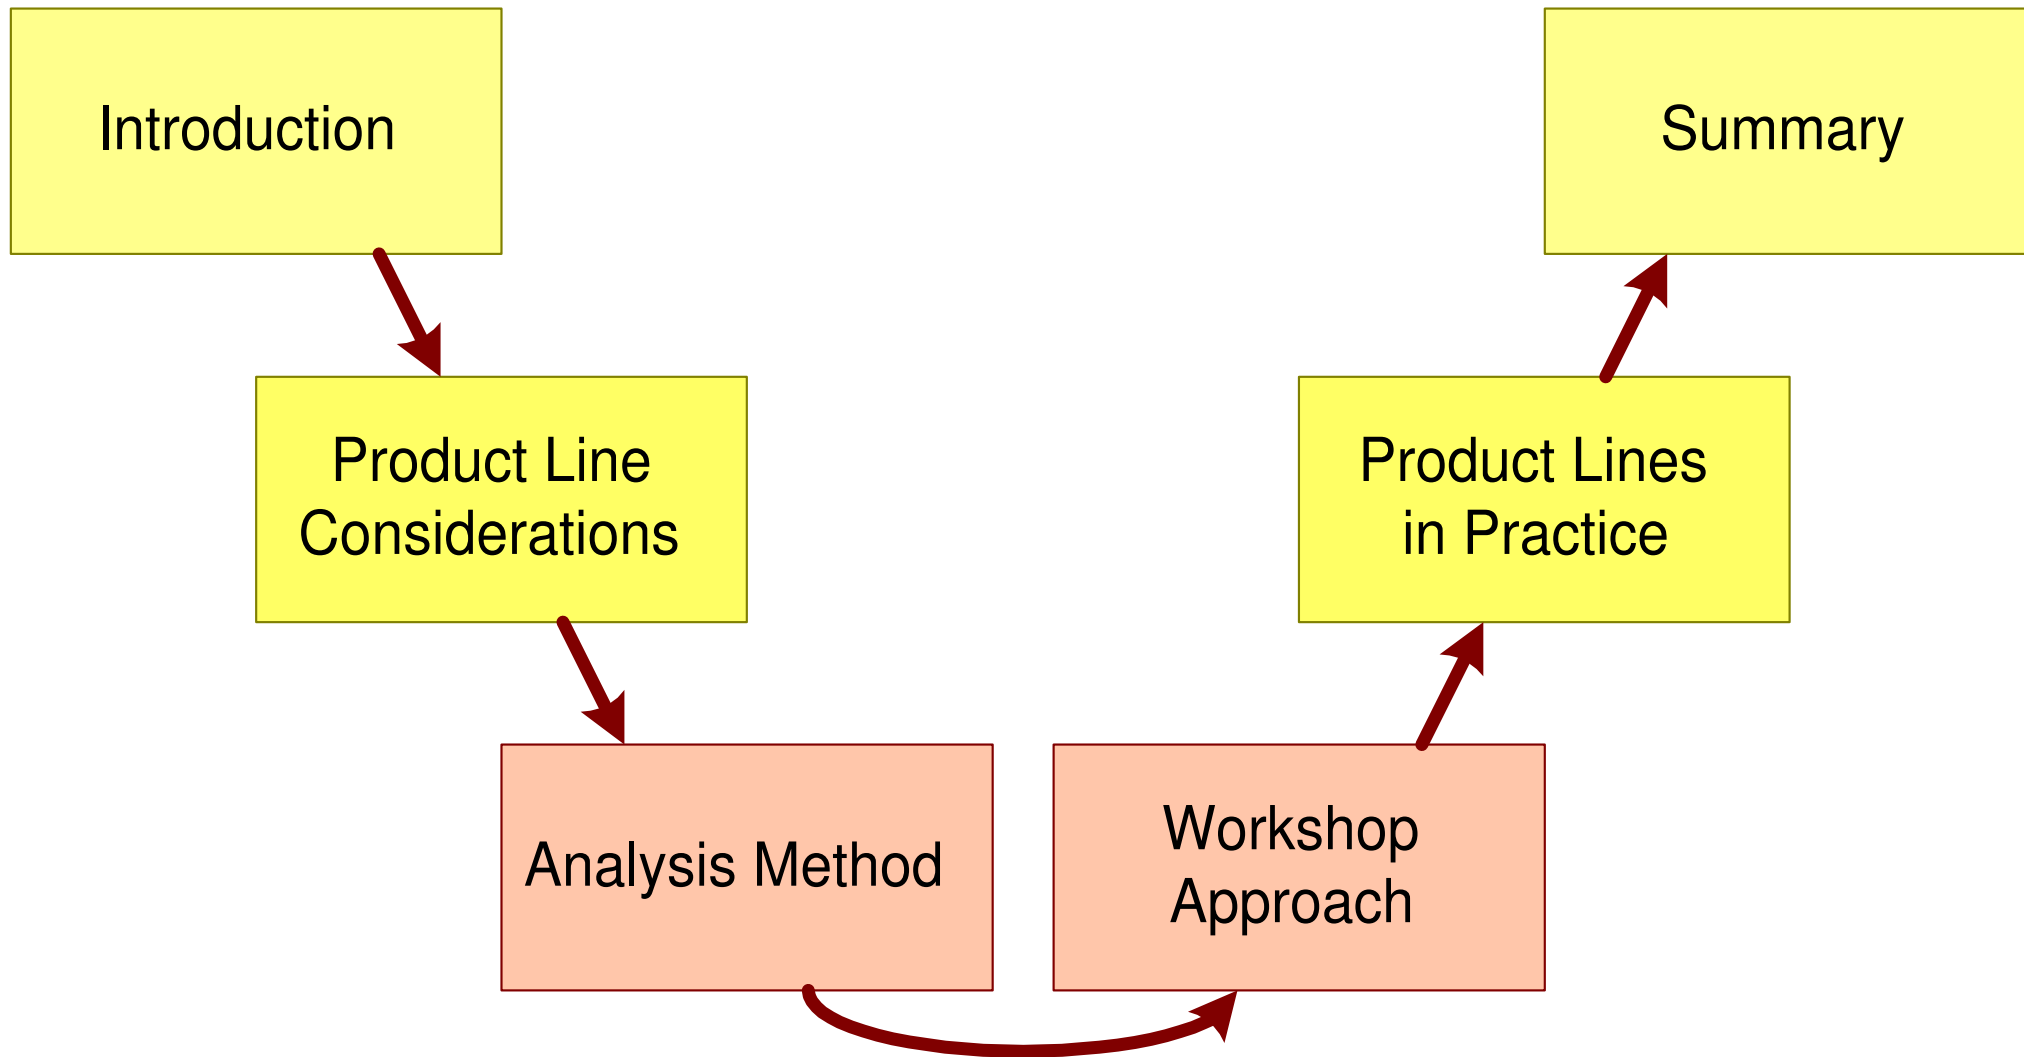 Introduction
Product Line
Considerations
Analysis Method
Workshop
Approach
Product Lines
in Practice
Summary